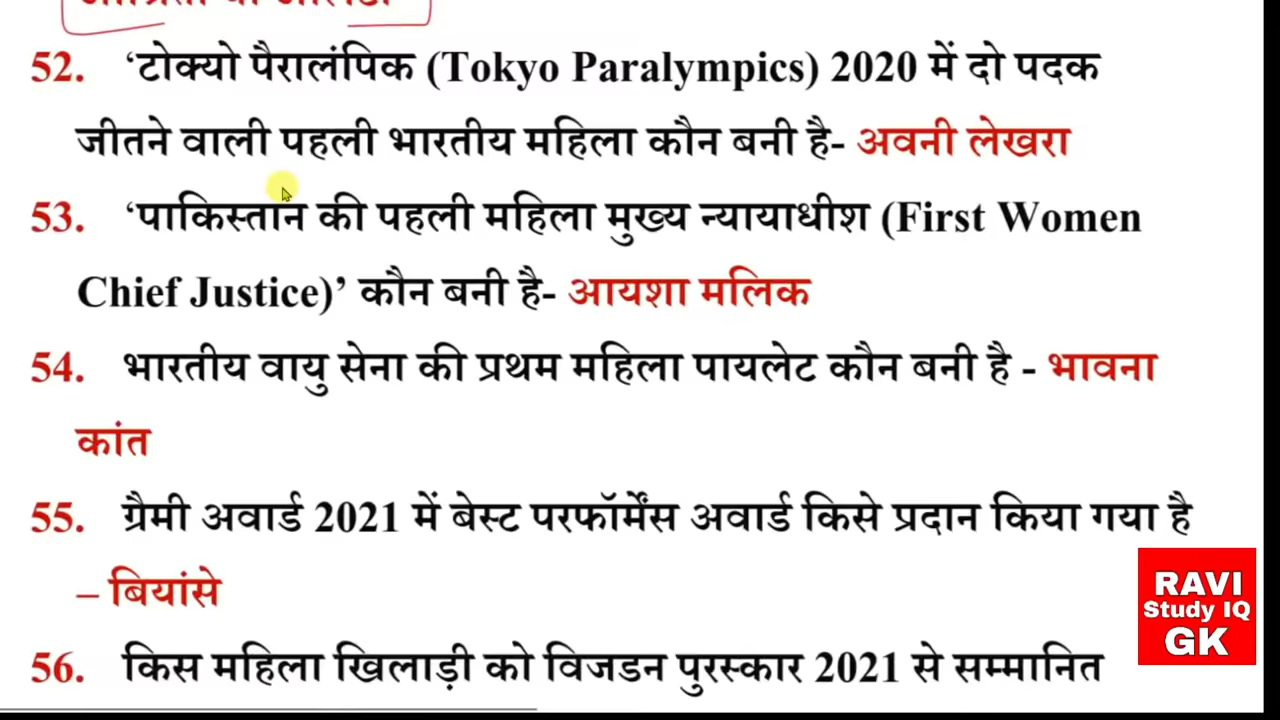 52. ‘टोक्यो पैरालंपिक (Tokyo Paralympics) 2020 में दो पदक
जीतने वाली पहली भारतीय महिला कौन बनी है- अवनी लेखरा
53. ‘पाकिस्तान की पहली महिला मुख्य न्यायाधीश (First Women
Chief Justice)’ कौन बनी है- आयशा मलिक
54. भारतीय वायु सेना की प्रथम महिला पायलेट कौन बनी है - भावना
कांत
55. ग्रैमी अवार्ड 2021 में बेस्ट परफॉर्मेंस अवार्ड किसे प्रदान किया गया है
– बियांसे
56. किस महिला खिलाड़ी को विजडन पुरस्कार 2021 से सम्मानित
RAVI
Study IQ
GK